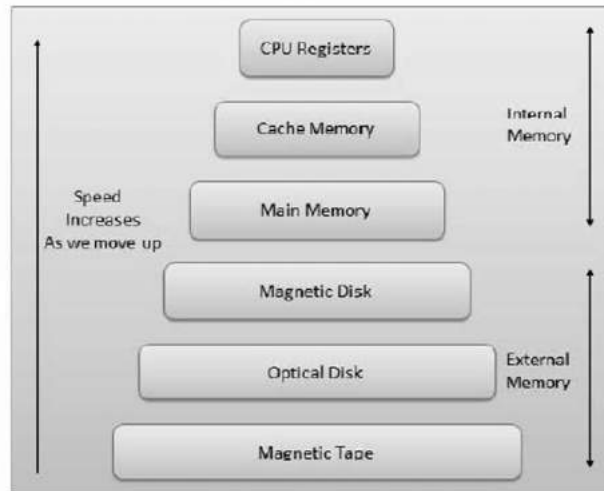 CPU Registers
Cache Memory
Internal
Memory
Speed
Increases
As we move up
Main Memory
Magnetic Disk
Optical Disk
External
Memory
Magnetic Tape